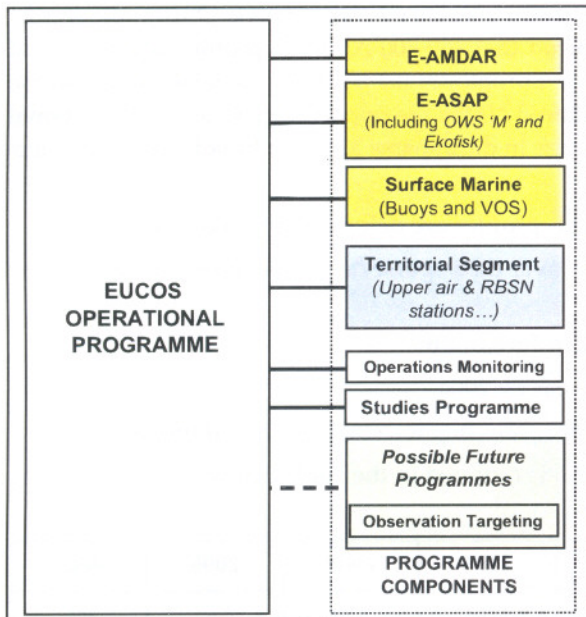 EUCOS
OPERATIONAL
PROGRAMME
E-AMDAR
E-ASAP
(Including OWS 'M' and
Ekofisk)
Surface Marine
(Buoys and VOS)
Territorial Segment
(Upper air & RBSN
stations...)
Operations Monitoring
Studies Programme
Possible Future
Programmes
Observation Targeting
PROGRAMME
COMPONENTS